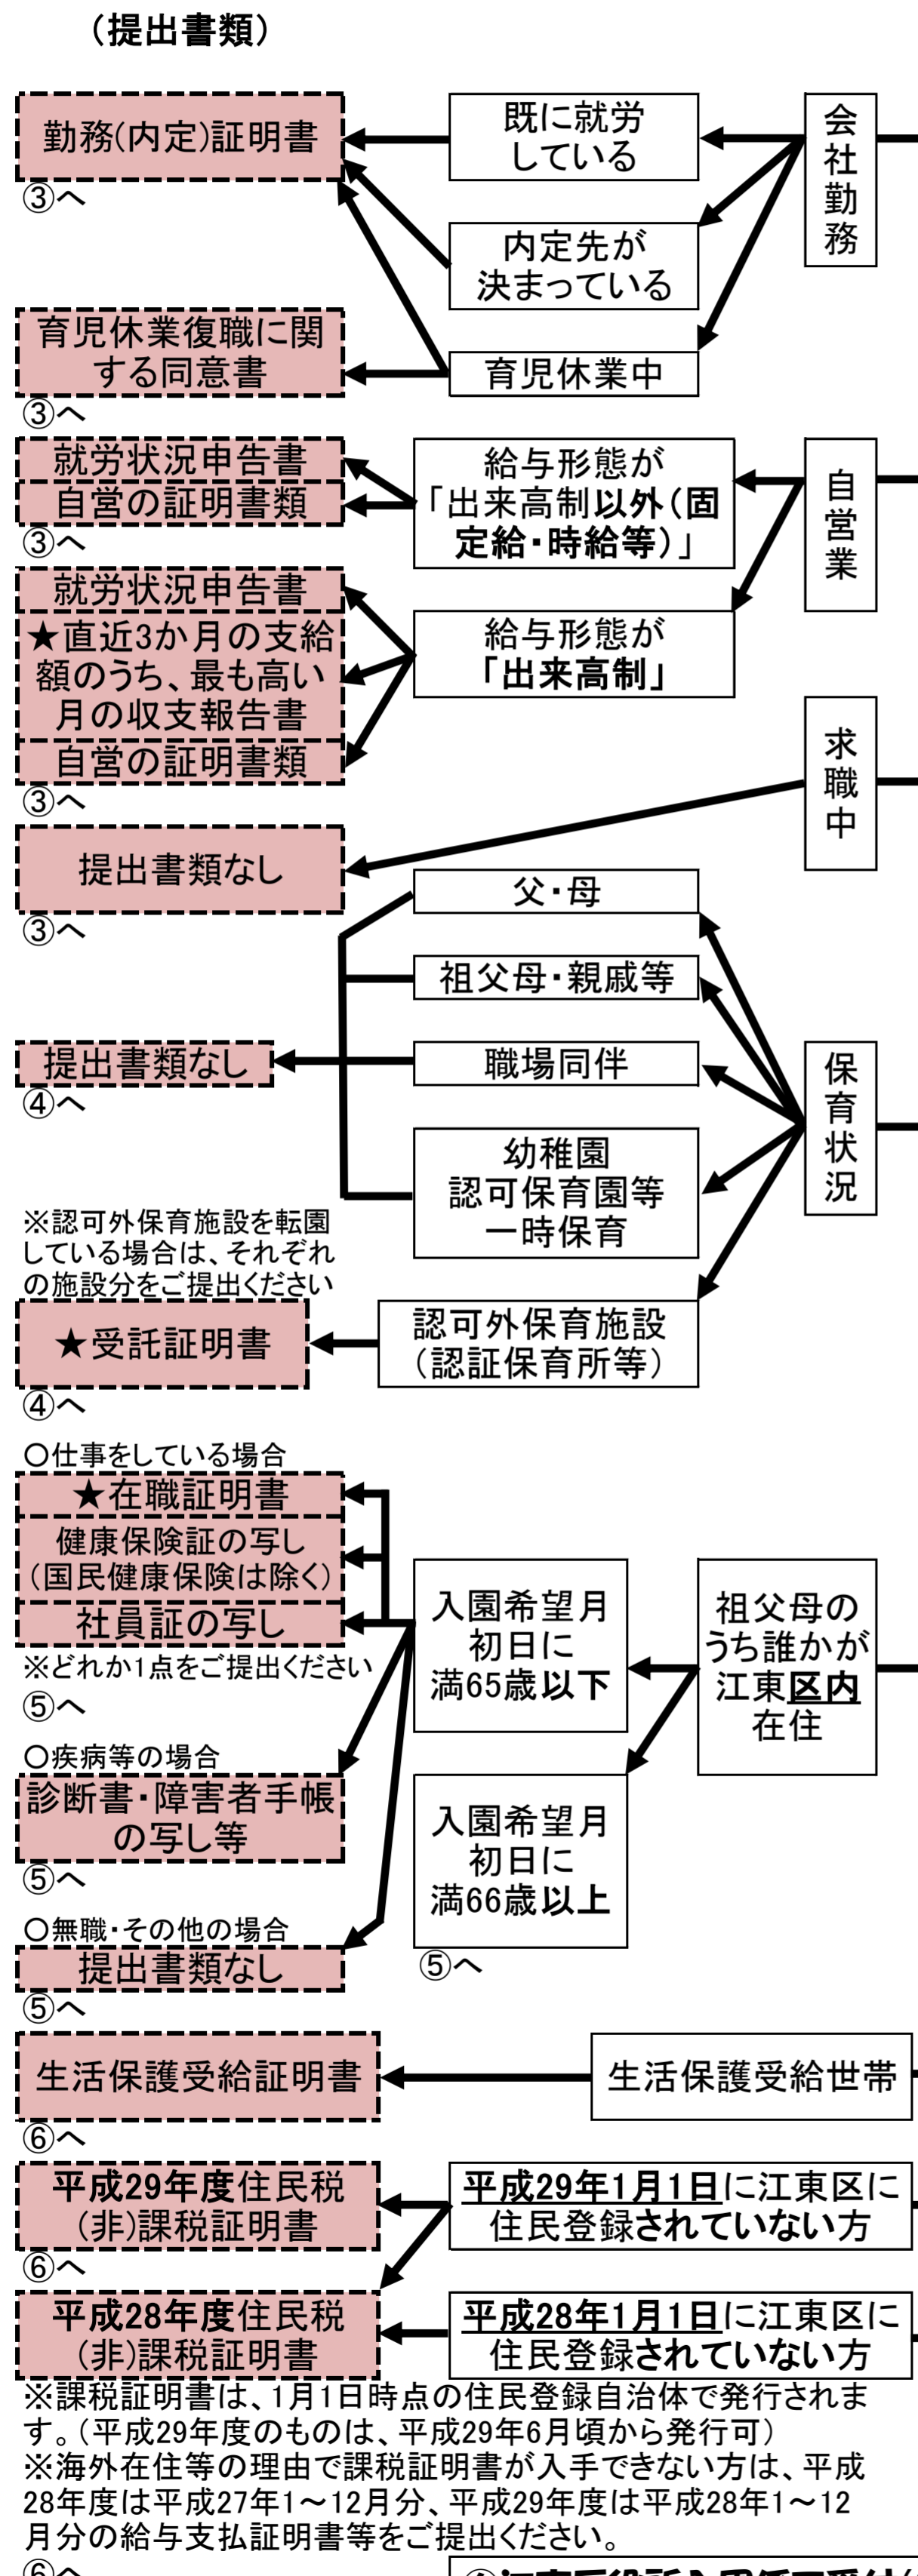 （提出書類）
勤務(内定)証明書
③へ
既に就労
している
会社勤務
内定先が
決まっている
育児休業復職に関
する同意書
③へ
育児休業中
就労状況申告書
自営の証明書類
③へ
給与形態が
「出来高制以外（固
定給・時給等）」
自営業
就労状況申告書
★直近3か月の支給
額のうち、最も高い
月の収支報告書
自営の証明書類
③へ
給与形態が
「出来高制」
求職中
提出書類なし
③へ
父・母
祖父母・親戚等
提出書類なし
④へ
職場同伴
保育状況
幼稚園
認可保育園等
一時保育
※認可外保育施設を転園
している場合は、それぞれ
の施設分をご提出ください
★受託証明書
④へ
認可外保育施設
（認証保育所等）
〇仕事をしている場合
★在職証明書
健康保険証の写し
（国民健康保険は除く）
社員証の写し
※どれか1点をご提出ください
⑤へ
入園希望月
初日に
満65歳以下
祖父母の
うち誰かが
江東区内
在住
〇疾病等の場合
診断書・障害者手帳
の写し等
⑤へ
入園希望月
初日に
満66歳以上
⑤へ
〇無職・その他の場合
提出書類なし
⑤へ
生活保護受給証明書
⑥へ
生活保護受給世帯
平成29年度住民税
（非）課税証明書
⑥へ
平成29年1月1日に江東区に
住民登録されていない方
平成28年度住民税
（非）課税証明書
平成28年1月1日に江東区に
住民登録されていない方
※課税証明書は、1月1日時点の住民登録自治体で発行されま
す。（平成29年度のものは、平成29年6月頃から発行可）
※海外在住等の理由で課税証明書が入手できない方は、平成
28年度は平成27年1～12月分、平成29年度は平成28年1～12
月分の給与支払証明書等をご提出ください。
⑥へ